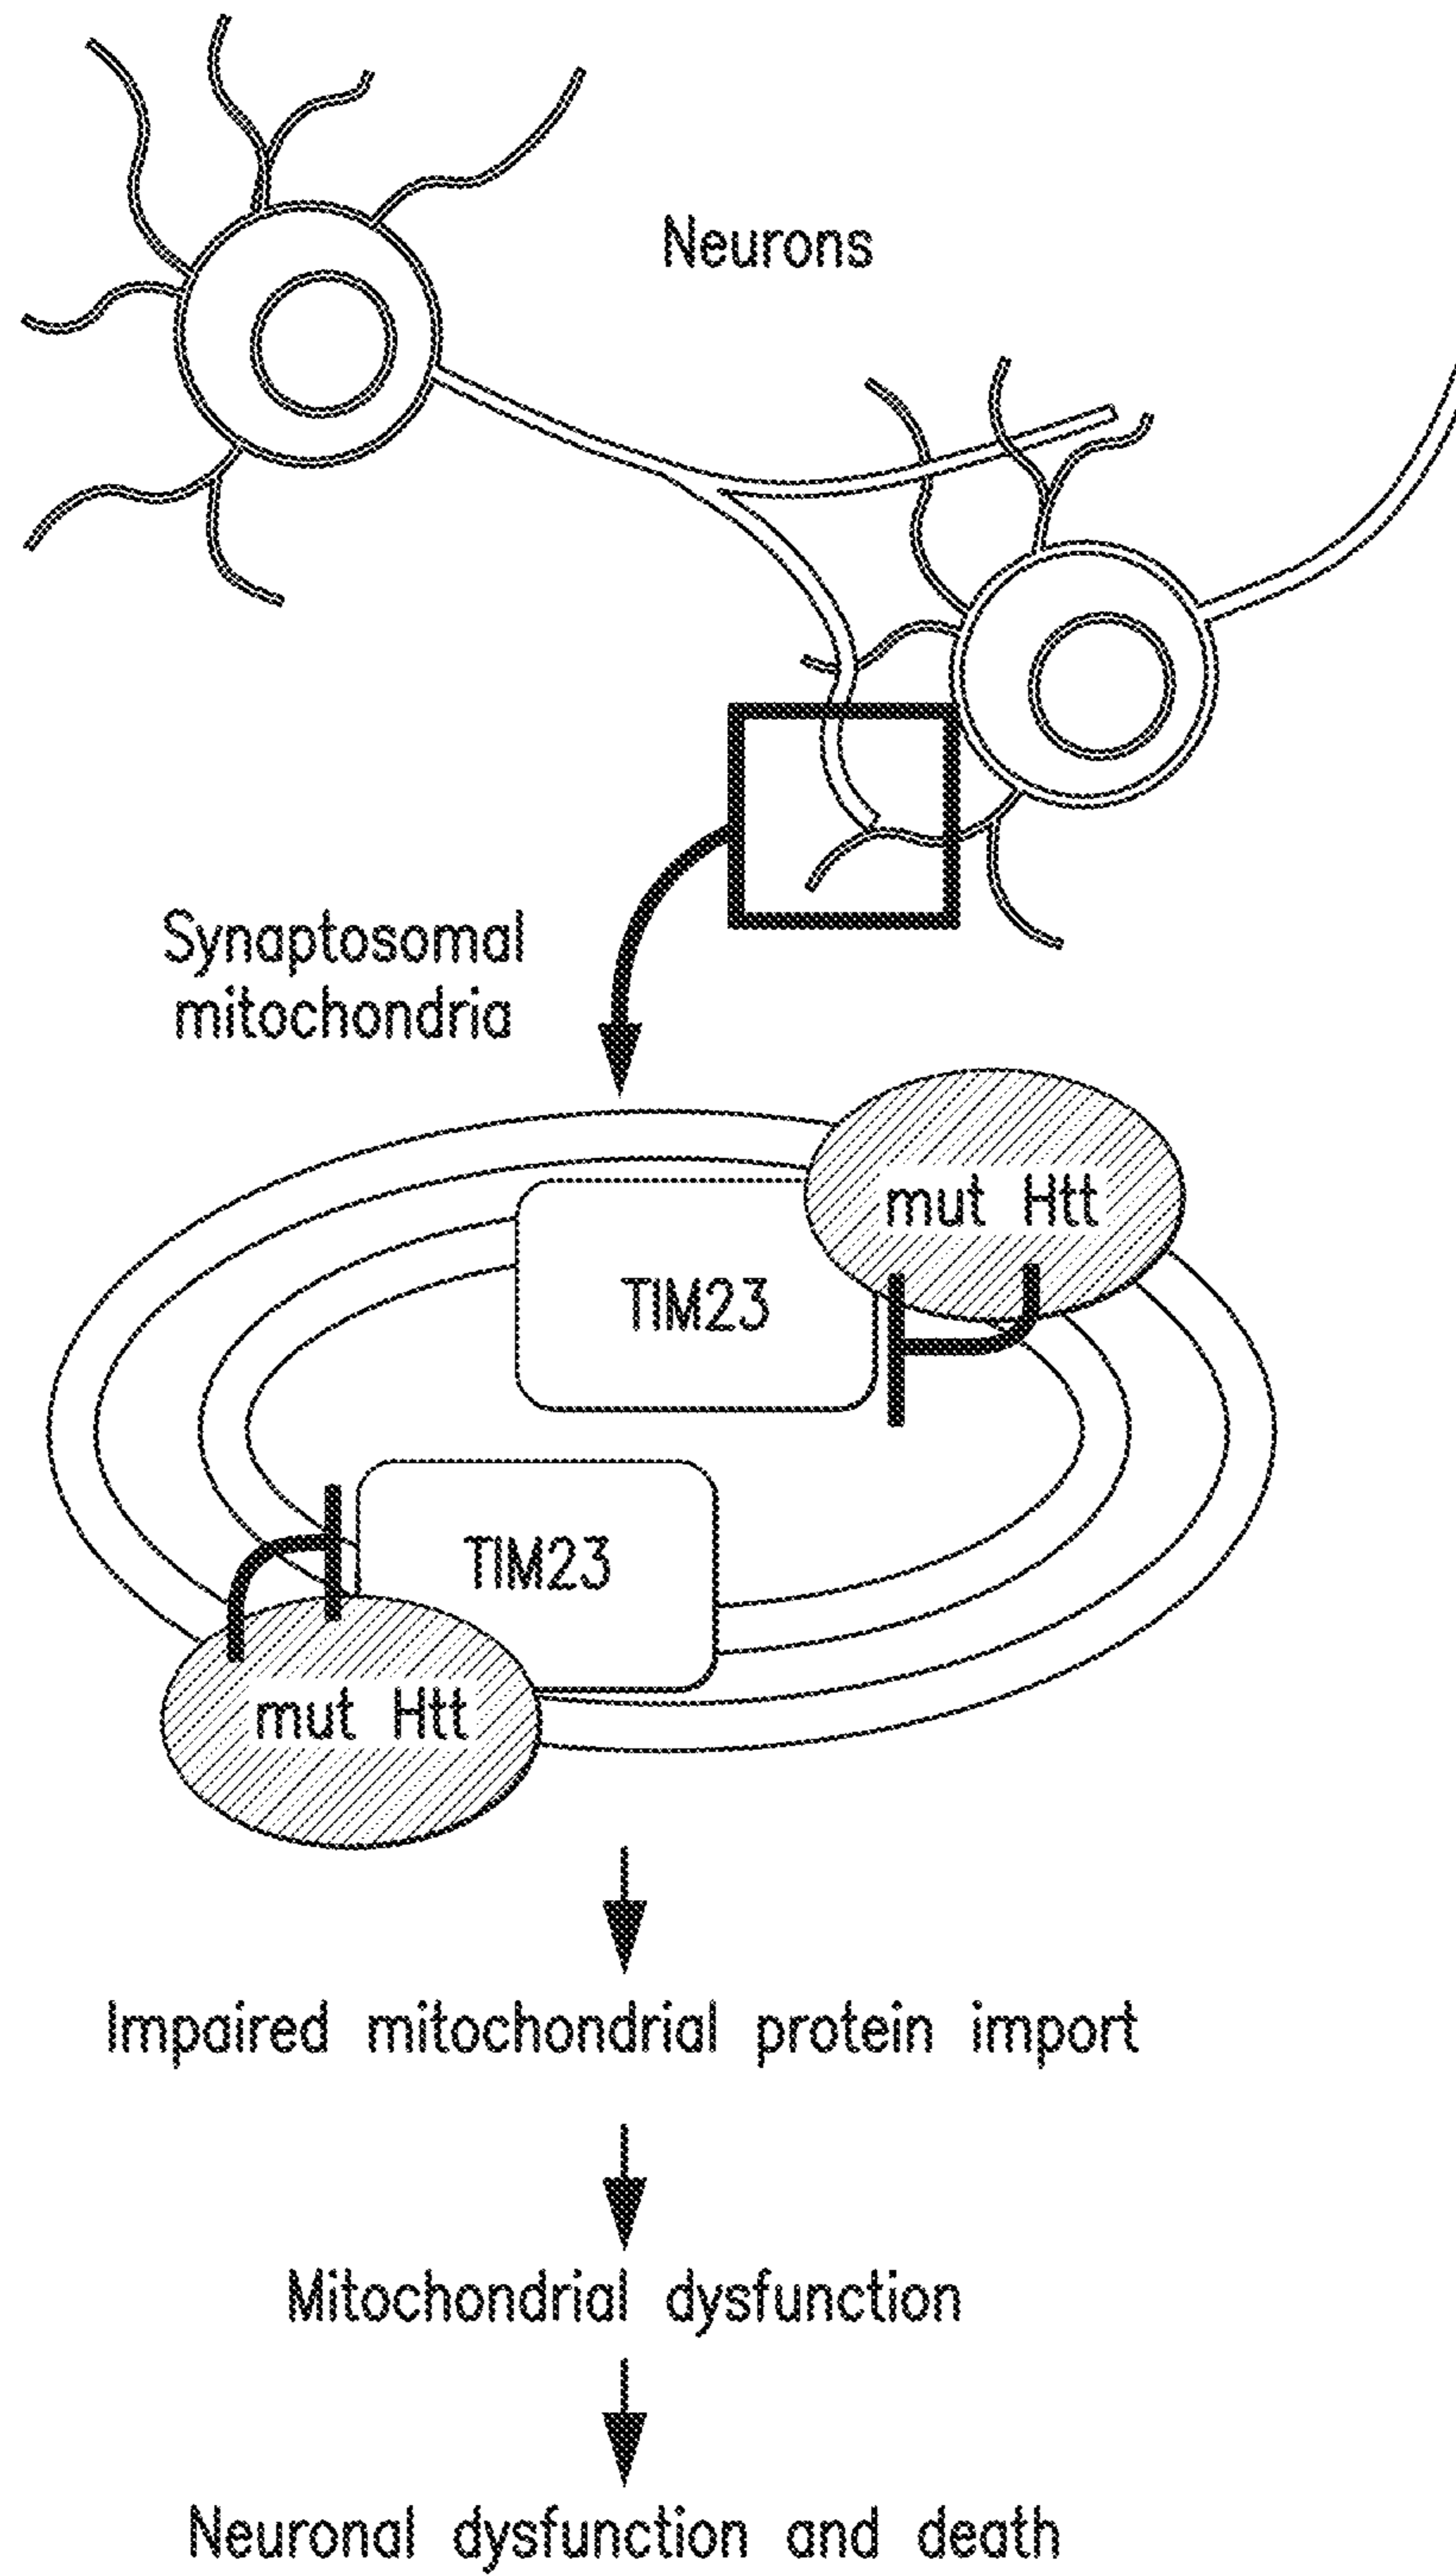 Neurons
Synaptosomal
mitochondria
mut Htt
TIM23
TIM23
mut Htt
Impaired mitochondrial protein import
Mitochondrial dysfunction
Neuronal dysfunction and death